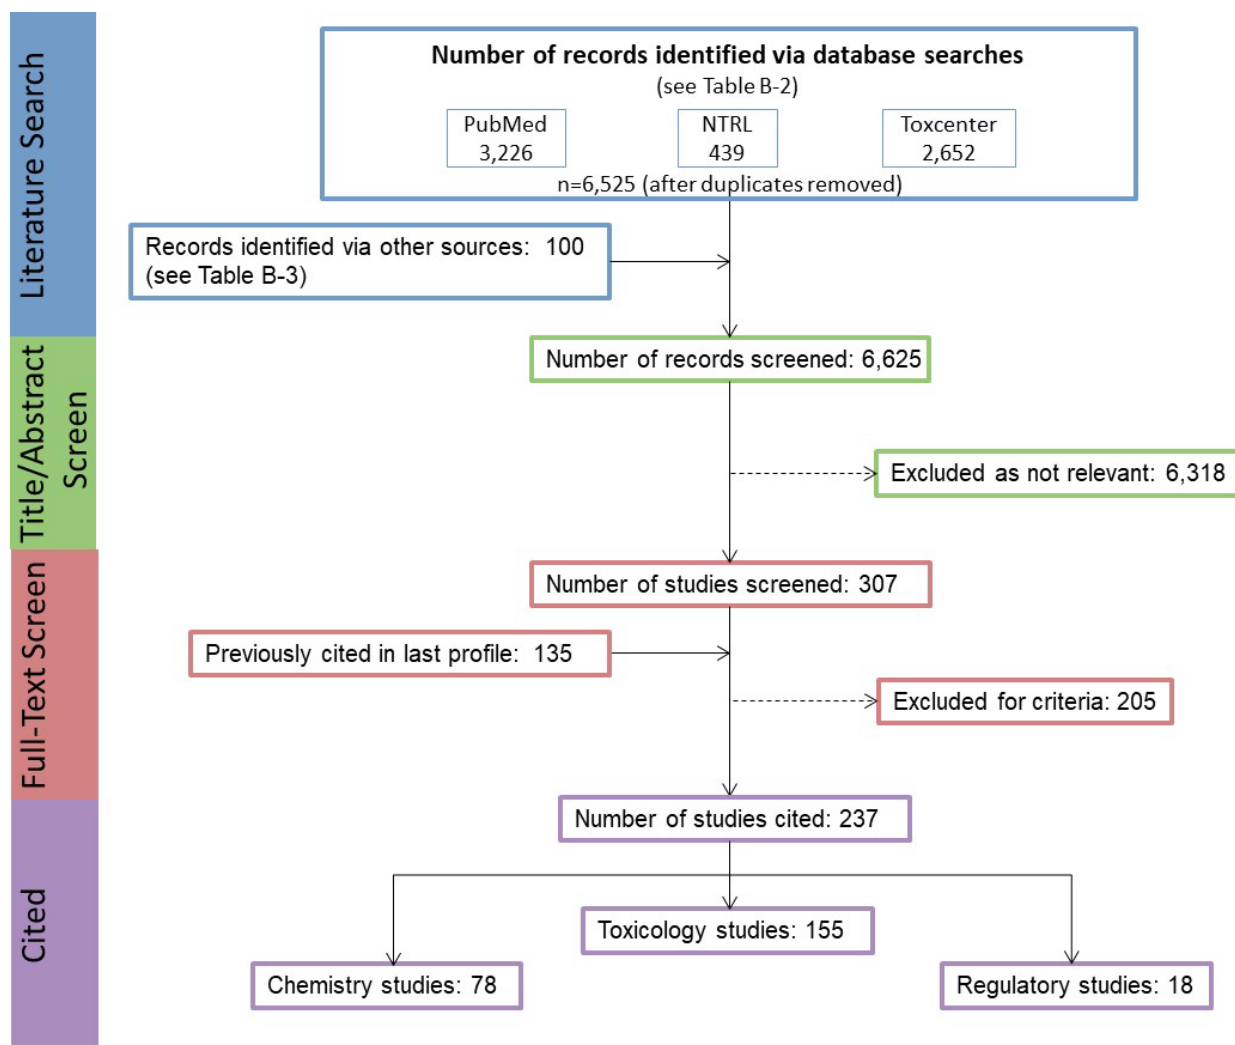 Literature Search
Number of records identified via database searches
(see Table B-2)
PubMed
3,226
NTRL
439
Toxcenter
2,652
n=6,525 (after duplicates removed)
Records identified via other sources: 100
(see Table B-3)
Title/Abstract
Screen
Number of records screened: 6,625
Excluded as not relevant: 6,318
Full-Text Screen
Number of studies screened: 307
Previously cited in last profile: 135
Excluded for criteria: 205
Cited
Number of studies cited: 237
Toxicology studies: 155
Chemistry studies: 78
Regulatory studies: 18